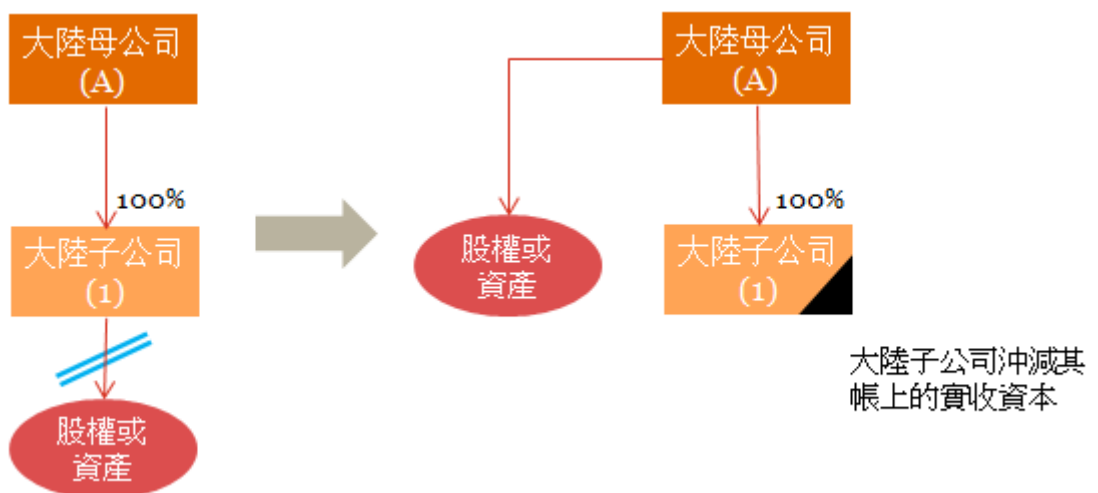 大陸母公司
(A)
100%
大陸子公司
(1)
股權或
資產
大陸母公司
(A)
100%
股權或
資產
大陸子公司
(1)
大陸子公司沖減其
帳上的實收資本